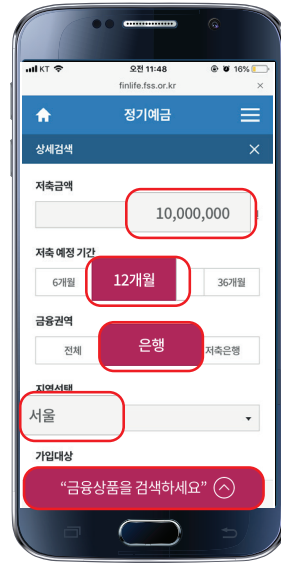 KT 오전 11:48 16%
finlife.fss.or.kr ×
정기예금
상세검색 ×
저축금액
10,000,000
저축 예정 기간
6개월 12개월 36개월
금융권역
전체 은행 저축은행
지역선택
서울
가입대상
“금융상품을 검색하세요”